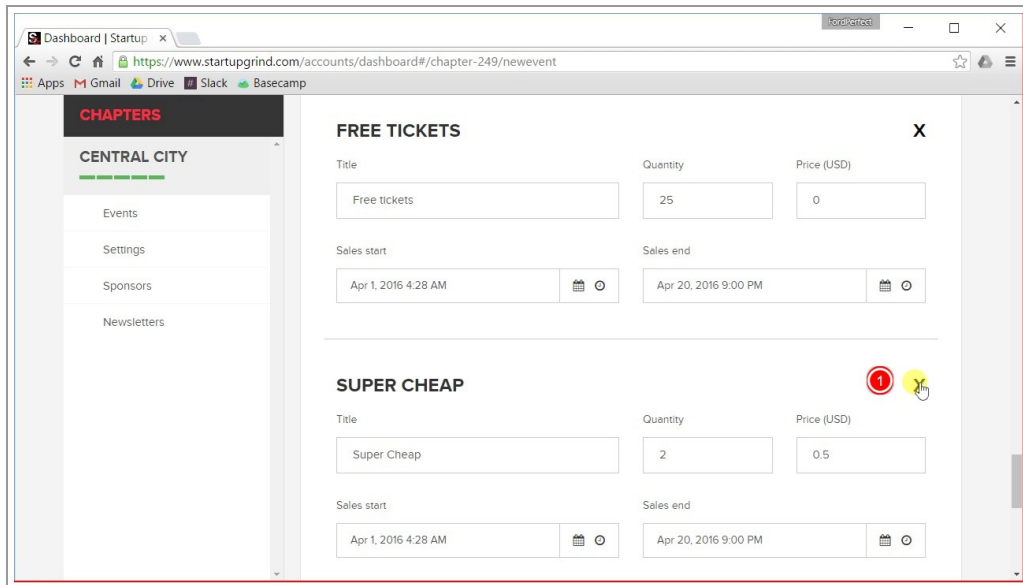 FordPerfect
S. Dashboard | Startup
https://www.startupgrind.com/accounts/dashboard#/chapter-249/newevent
Apps Gmail Drive Slack Basecamp
CHAPTERS
CENTRAL CITY
Events
Settings
Sponsors
Newsletters
FREE TICKETS X
Title Quantity Price (USD)
Free tickets 25 0
Sales start Sales end
Apr 1, 2016 4:28 AM Apr 20, 2016 9:00 PM
SUPER CHEAP 1 X
Title Quantity Price (USD)
Super Cheap 2 0.5
Sales start Sales end
Apr 1, 2016 4:28 AM Apr 20, 2016 9:00 PM